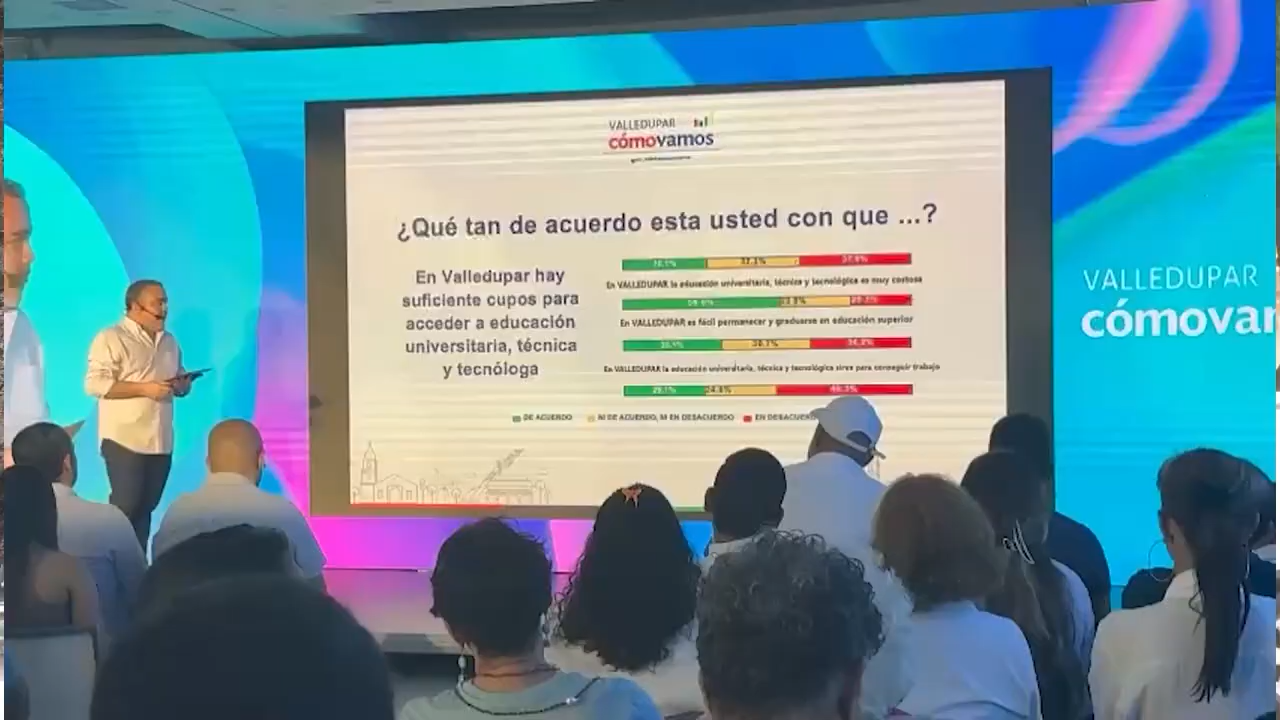 VALLEDUPAR
cómovamos
¿Qué tan de acuerdo esta usted con que ...?
En Valledupar hay
suficiente cupos para
acceder a educación
universitaria, técnica
y tecnóloga
En VALLEDUPAR la educación universitaria, técnica y tecnológica es muy costosa
En VALLEDUPAR es fácil permanecer y graduarse en educación superior
En VALLEDUPAR la educación universitaria, técnica y tecnológica sirve para conseguir trabajo
DE ACUERDO NI DE ACUERDO, NI EN DESACUERDO EN DESACUERDO
VALLEDUPAR
cómovar